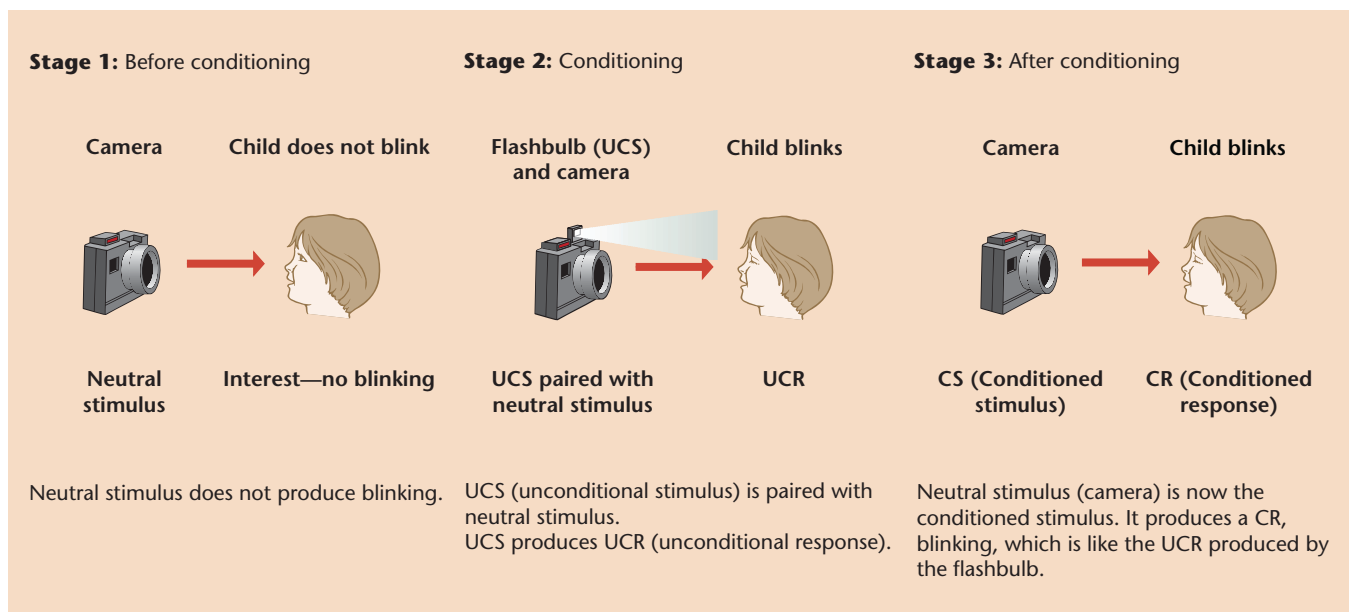 Stage 1: Before conditioning
Camera
Child does not blink
Neutral
stimulus
Interest—no blinking
Neutral stimulus does not produce blinking.
Stage 2: Conditioning
Flashbulb (UCS)
and camera
Child blinks
UCS paired with
neutral stimulus
UCR
UCS (unconditional stimulus) is paired with
neutral stimulus.
UCS produces UCR (unconditional response).
Stage 3: After conditioning
Camera
Child blinks
CS (Conditioned
stimulus)
CR (Conditioned
response)
Neutral stimulus (camera) is now the
conditioned stimulus. It produces a CR,
blinking, which is like the UCR produced by
the flashbulb.